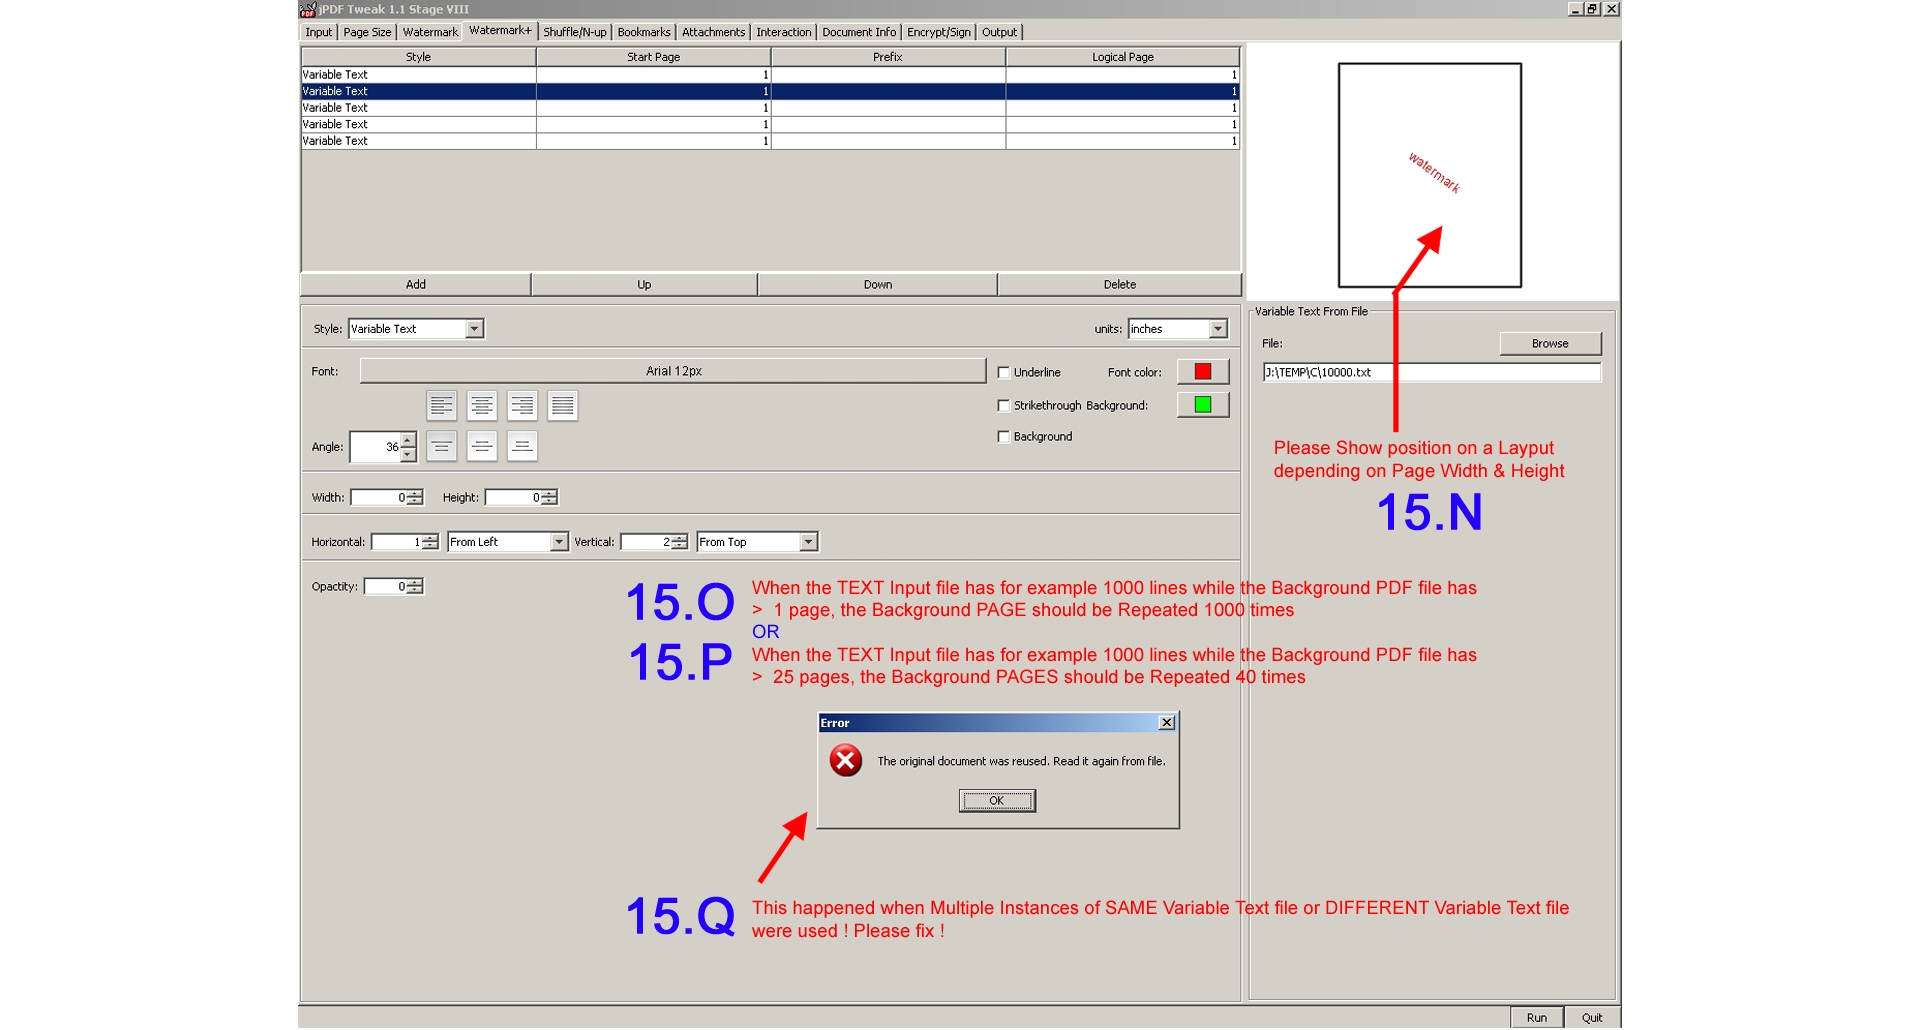 jPDF Tweak 1.1 Stage VIII
Input Page Size Watermark Watermark+ Shuffle/N-up Bookmarks Attachments Interaction Document Info Encrypt/Sign Output
Style Start Page Prefix Logical Page
Variable Text 1 1
Variable Text 1 1
Variable Text 1 1
Variable Text 1 1
Variable Text 1 1
watermark
Add Up Down Delete
Style: Variable Text units: inches
Font: Arial 12px Underline Font color:
Strikethrough Background:
Angle: 36 Background
Width: 0 Height: 0
Horizontal: 1 From Left Vertical: 2 From Top
Opactity: 0
Variable Text From File
File: Browse
J:\TEMP\C\10000.txt
Please Show position on a Layput
depending on Page Width & Height
15.N
15.O When the TEXT Input file has for example 1000 lines while the Background PDF file has
> 1 page, the Background PAGE should be Repeated 1000 times
OR
15.P When the TEXT Input file has for example 1000 lines while the Background PDF file has
> 25 pages, the Background PAGES should be Repeated 40 times
Error
The original document was reused. Read it again from file.
OK
15.Q This happened when Multiple Instances of SAME Variable Text file or DIFFERENT Variable Text file
were used ! Please fix !
Run Quit